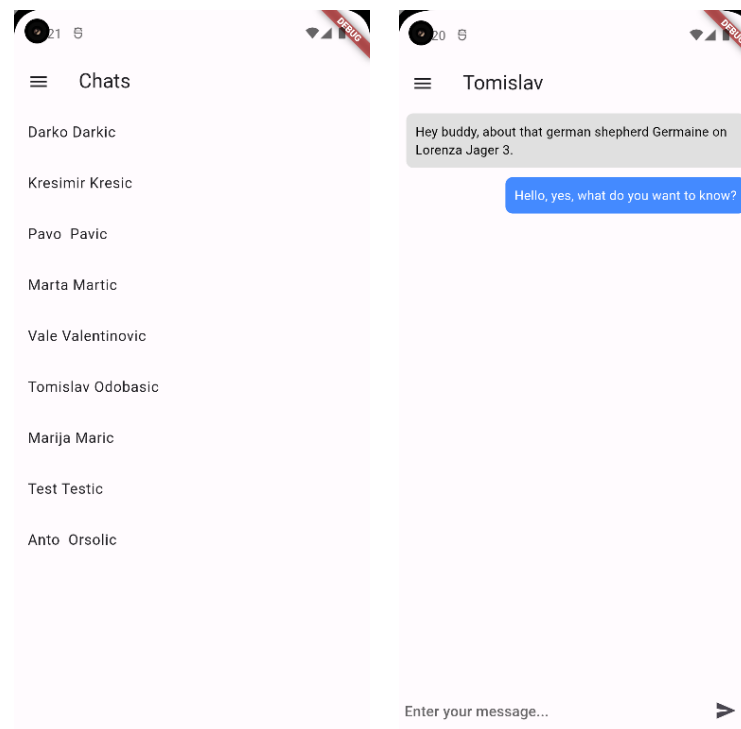 21
DEBUG
Chats
Darko Darkic
Kresimir Kresic
Pavo  Pavic
Marta Martic
Vale Valentinovic
Tomislav Odobasic
Marija Maric
Test Testic
Anto  Orsolic
20
DEBUG
Tomislav
Hey buddy, about that german shepherd Germaine on
Lorenza Jager 3.
Hello, yes, what do you want to know?
Enter your message...